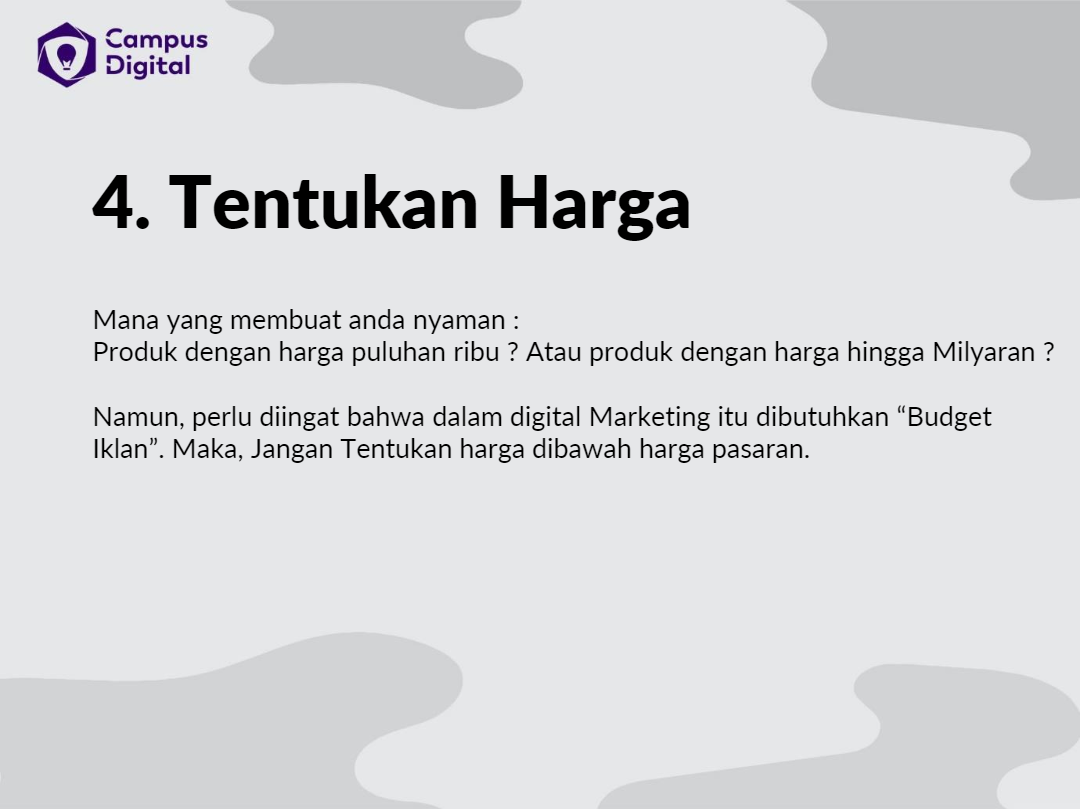 Campus
Digital
4. Tentukan Harga
Mana yang membuat anda nyaman :
Produk dengan harga puluhan ribu ? Atau produk dengan harga hingga Milyaran ?
Namun, perlu diingat bahwa dalam digital Marketing itu dibutuhkan “Budget
Iklan”. Maka, Jangan Tentukan harga dibawah harga pasaran.